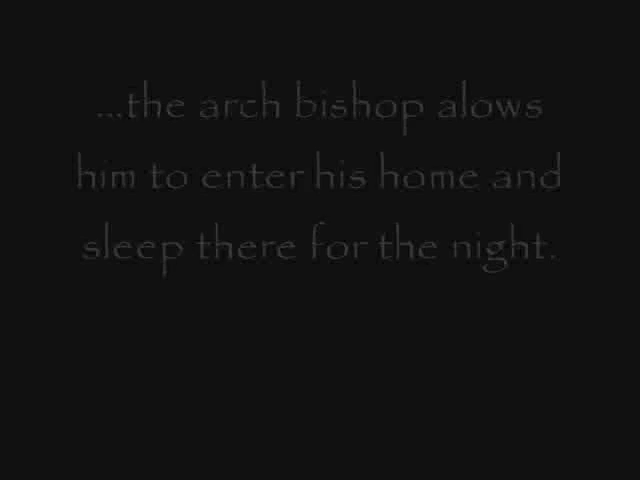 ...the arch bishop alows
him to enter his home and
sleep there for the night.